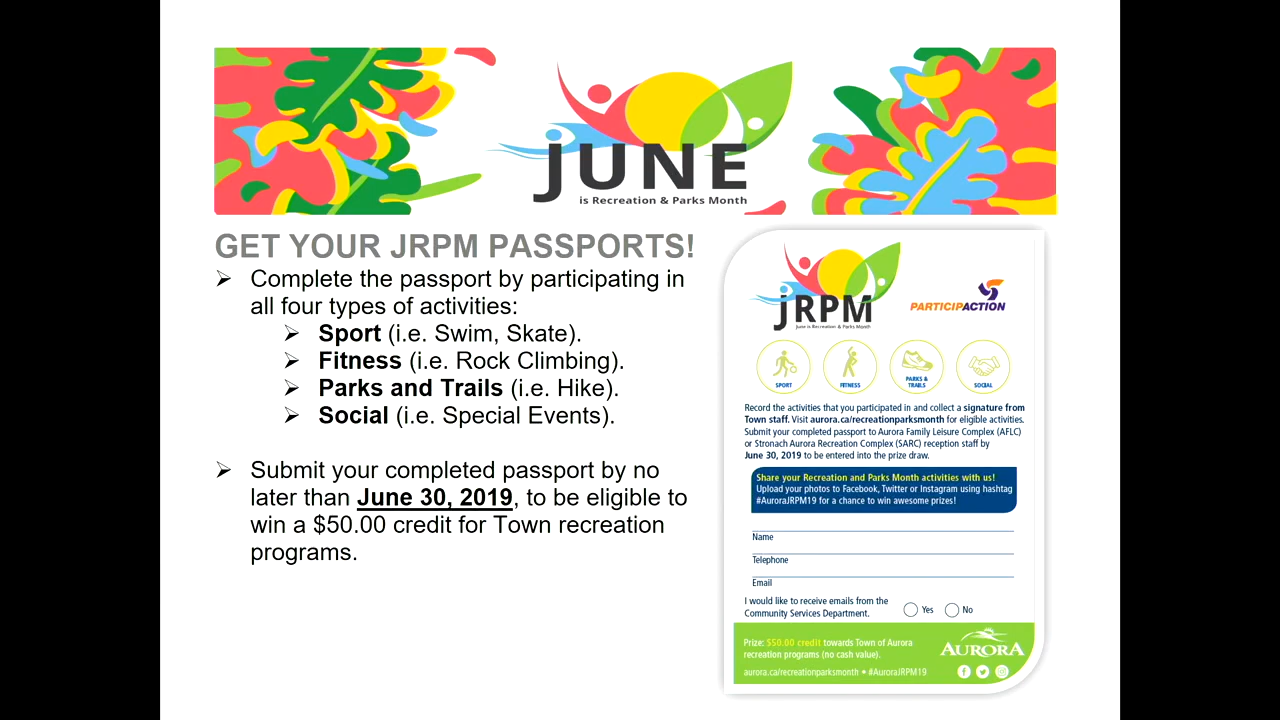 JUNE
is Recreation & Parks Month
GET YOUR JRPM PASSPORTS!
➢ Complete the passport by participating in
all four types of activities:
➢ Sport (i.e. Swim, Skate).
➢ Fitness (i.e. Rock Climbing).
➢ Parks and Trails (i.e. Hike).
➢ Social (i.e. Special Events).
➢ Submit your completed passport by no
later than June 30, 2019, to be eligible to
win a $50.00 credit for Town recreation
programs.
jRPM
June is Recreation & Parks Month
PARTICIPACTION
SPORT
FITNESS
PARKS &
TRAILS
SOCIAL
Record the activities that you participated in and collect a signature from
Town staff. Visit aurora.ca/recreationparksmonth for eligible activities.
Submit your completed passport to Aurora Family Leisure Complex (AFLC)
or Stronach Aurora Recreation Complex (SARC) reception staff by
June 30, 2019 to be entered into the prize draw.
Share your Recreation and Parks Month activities with us!
Upload your photos to Facebook, Twitter or Instagram using hashtag
#AuroraJRPM19 for a chance to win awesome prizes!
Name
Telephone
Email
I would like to receive emails from the
Community Services Department.
Yes
No
Prize: $50.00 credit towards Town of Aurora
recreation programs (no cash value).
aurora.ca/recreationparksmonth • #AuroraJRPM19
AURORA